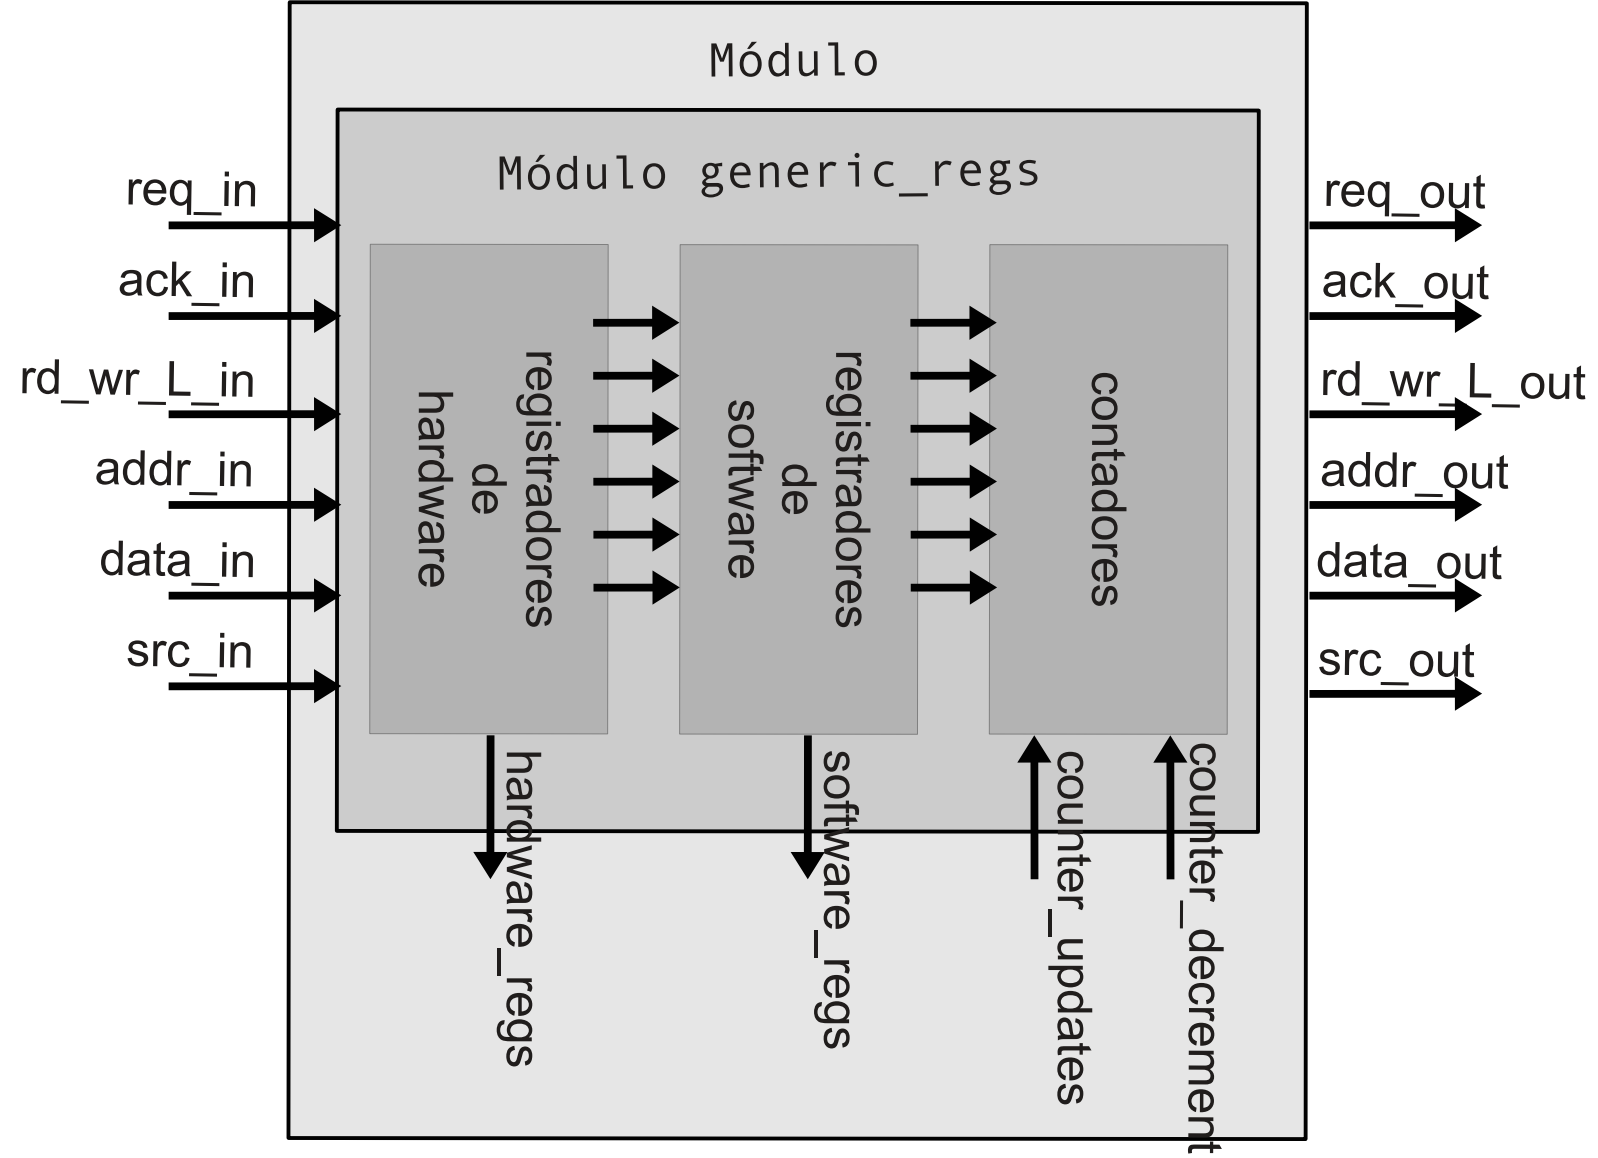 Módulo
Módulo generic_regs
req_in
ack_in
rd_wr_L_in
addr_in
data_in
src_in
registradores
de
hardware
registradores
de
software
contadores
hardware_regs
software_regs
counter_updates
counter_decrement
req_out
ack_out
rd_wr_L_out
addr_out
data_out
src_out